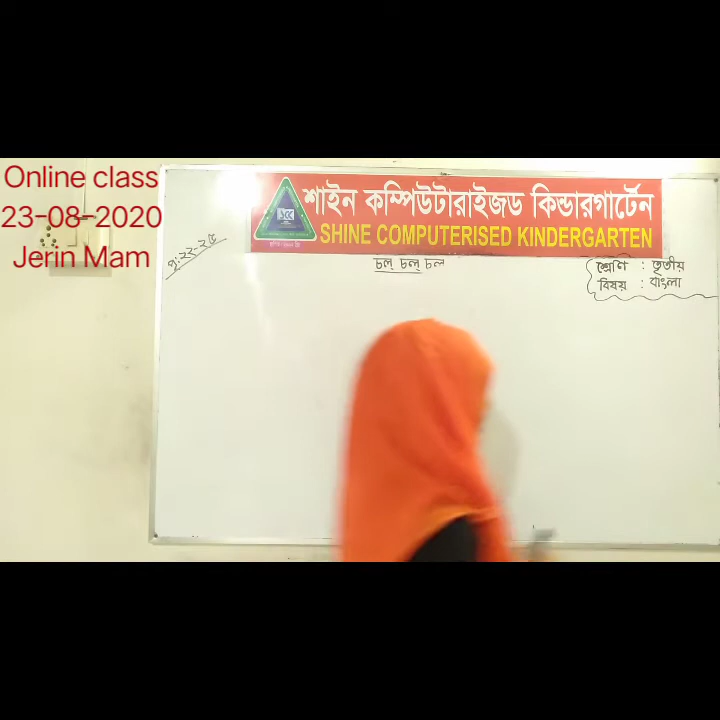 Online class
23-08-2020
Jerin Mam
শাইন কম্পিউটারাইজড কিন্ডারগার্টেন
SHINE COMPUTERISED KINDERGARTEN
পৃ:২২-২৫
চল্ চল্ চল
শ্রেণি : তৃতীয়
বিষয় : বাংলা